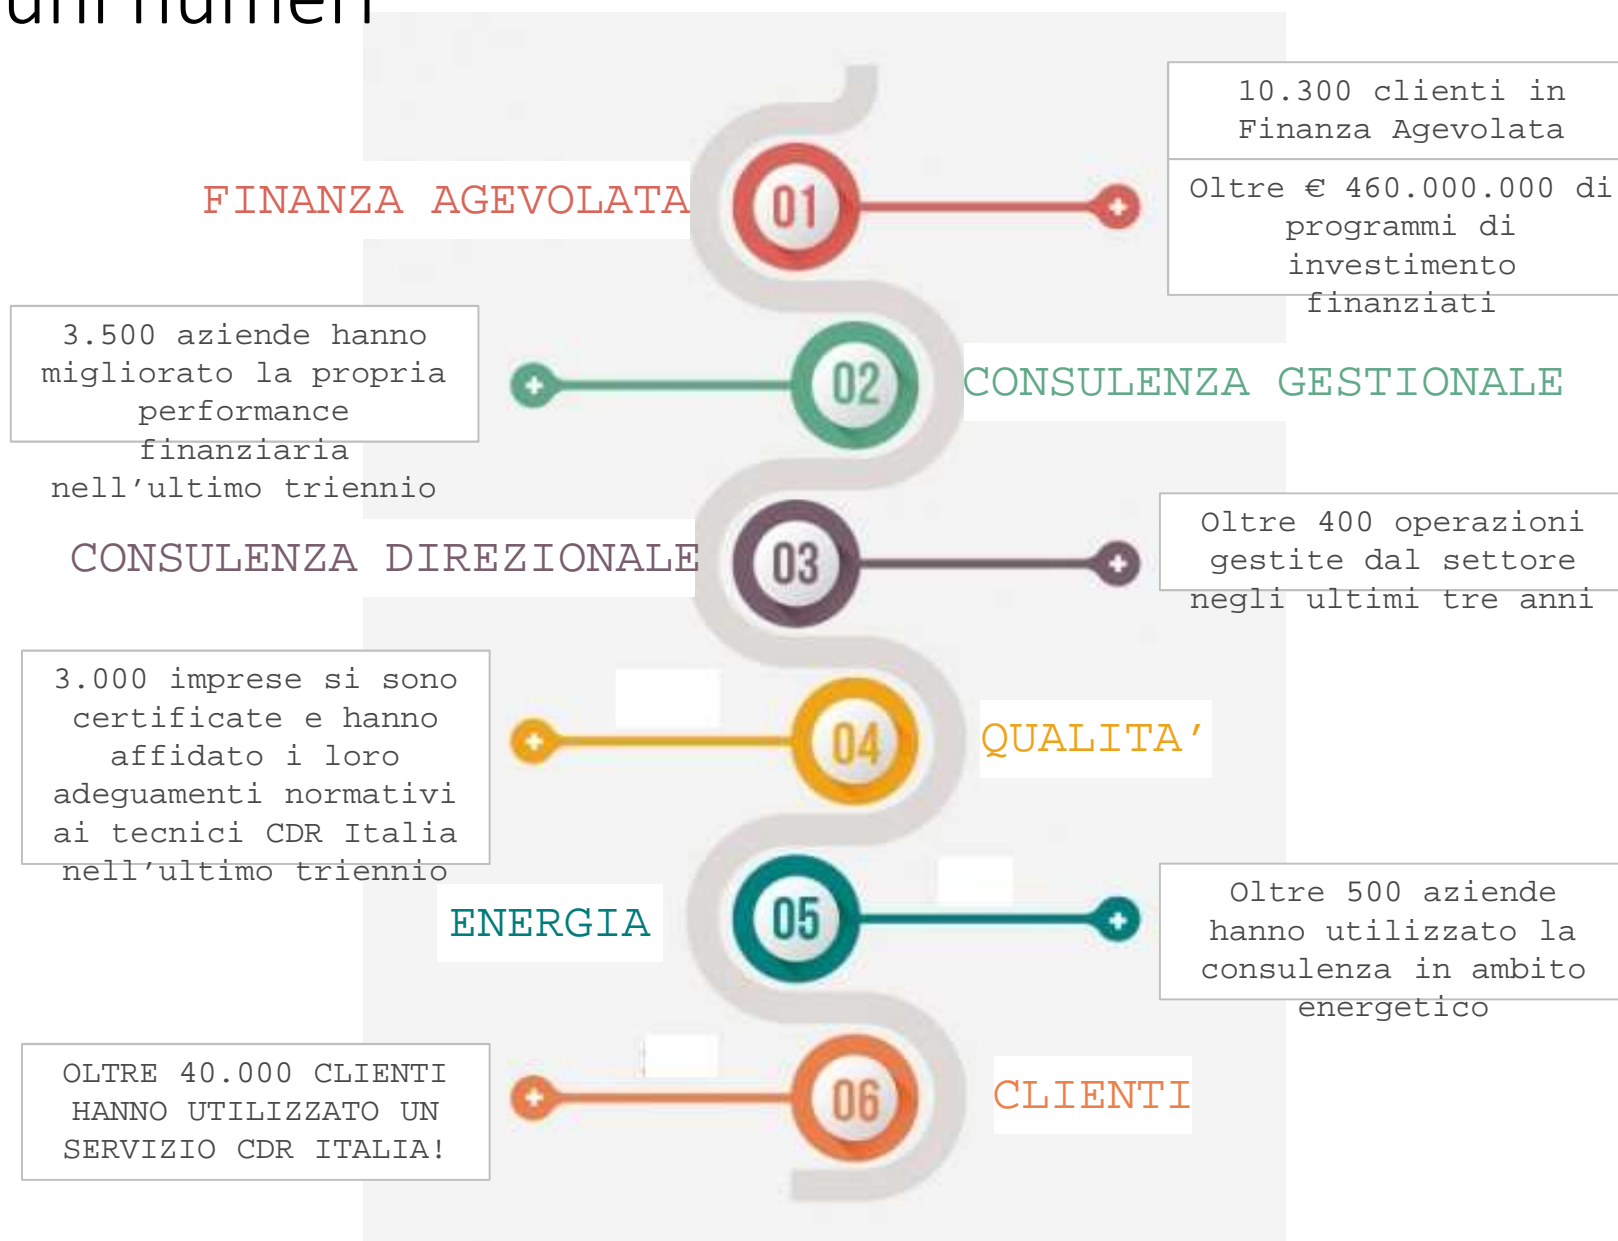 numeri
10.300 clienti in
Finanza Agevolata
FINANZA AGEVOLATA
01
Oltre € 460.000.000 di
programmi di
investimento
finanziati
3.500 aziende hanno
migliorato la propria
performance
finanziaria
nell’ultimo triennio
02
CONSULENZA GESTIONALE
CONSULENZA DIREZIONALE
03
Oltre 400 operazioni
gestite dal settore
negli ultimi tre anni
3.000 imprese si sono
certificate e hanno
affidato i loro
adeguamenti normativi
ai tecnici CDR Italia
nell’ultimo triennio
04
QUALITA’
ENERGIA
05
Oltre 500 aziende
hanno utilizzato la
consulenza in ambito
energetico
OLTRE 40.000 CLIENTI
HANNO UTILIZZATO UN
SERVIZIO CDR ITALIA!
06
CLIENTI